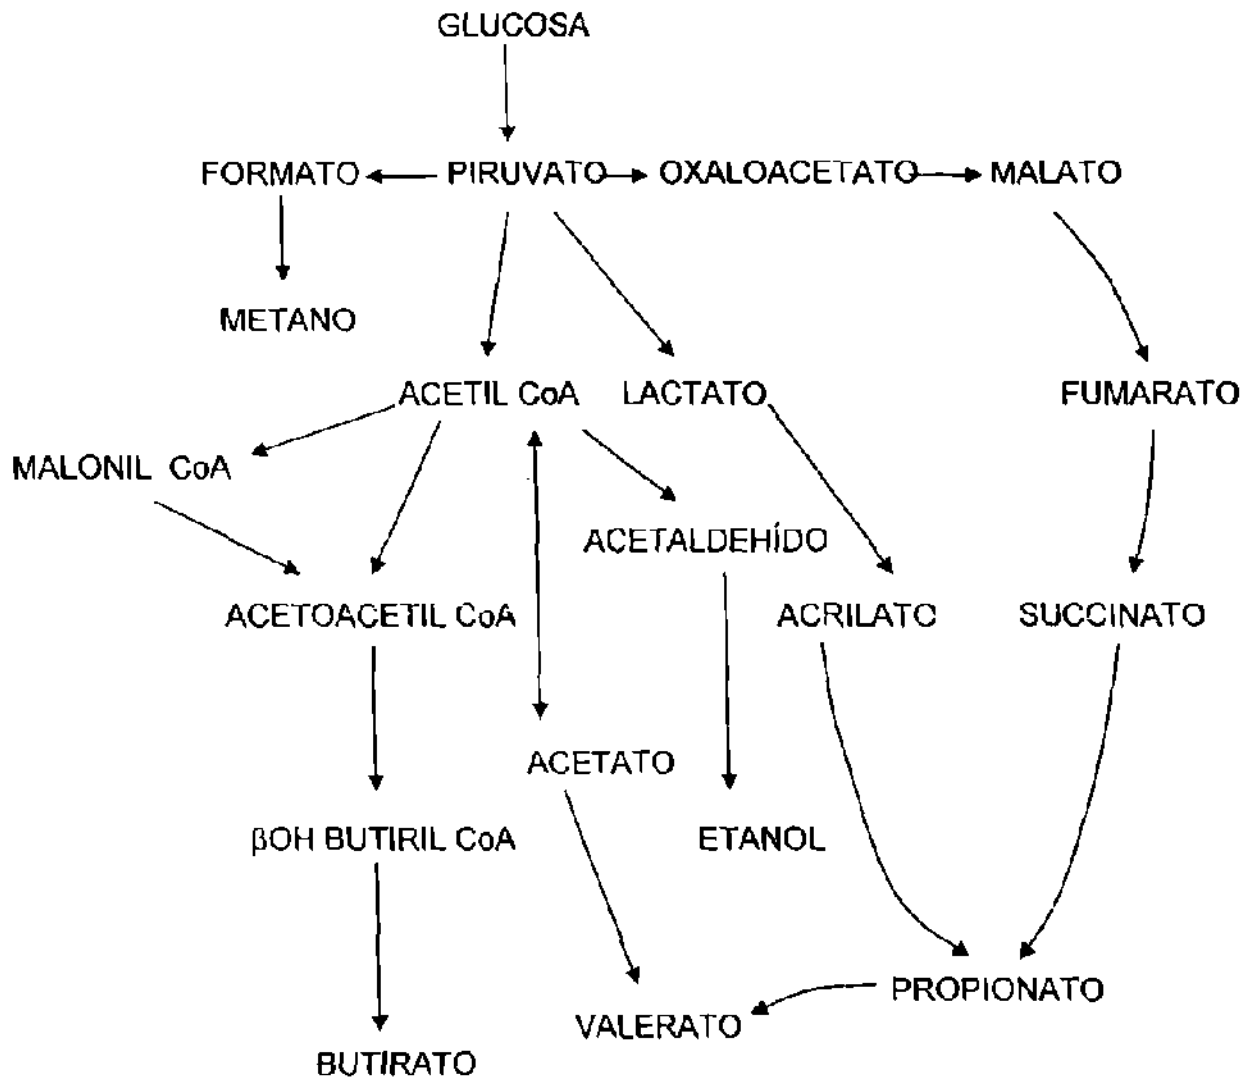 GLUCOSA
FORMATO
PIRUVATO
OXALOACETATO
MALATO
METANO
ACETIL CoA
LACTATO
FUMARATO
MALONIL CoA
ACETALDEHÍDO
ACETOACETIL CoA
ACRILATO
SUCCINATO
ACETATO
βOH BUTIRIL CoA
ETANOL
PROPIONATO
VALERATO
BUTIRATO